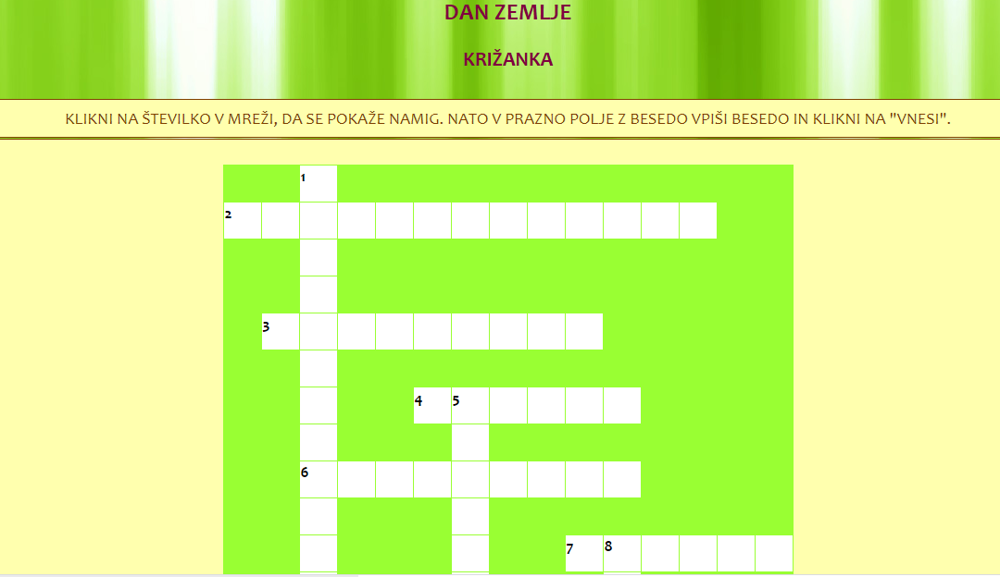 DAN ZEMLJE
KRIŽANKA
KLIKNI NA ŠTEVILKO V MREŽI, DA SE POKAŽE NAMIG. NATO V PRAZNO POLJE Z BESEDO VPIŠI BESEDO IN KLIKNI NA "VNESI".
1
2
3
4 5
6
7 8